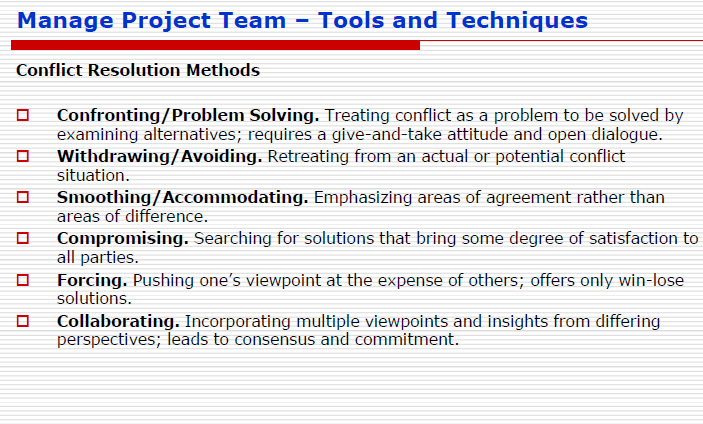 Manage Project Team – Tools and Techniques
Conflict Resolution Methods
Confronting/Problem Solving. Treating conflict as a problem to be solved by
examining alternatives; requires a give-and-take attitude and open dialogue.
Withdrawing/Avoiding. Retreating from an actual or potential conflict
situation.
Smoothing/Accommodating. Emphasizing areas of agreement rather than
areas of difference.
Compromising. Searching for solutions that bring some degree of satisfaction to
all parties.
Forcing. Pushing one’s viewpoint at the expense of others; offers only win-lose
solutions.
Collaborating. Incorporating multiple viewpoints and insights from differing
perspectives; leads to consensus and commitment.